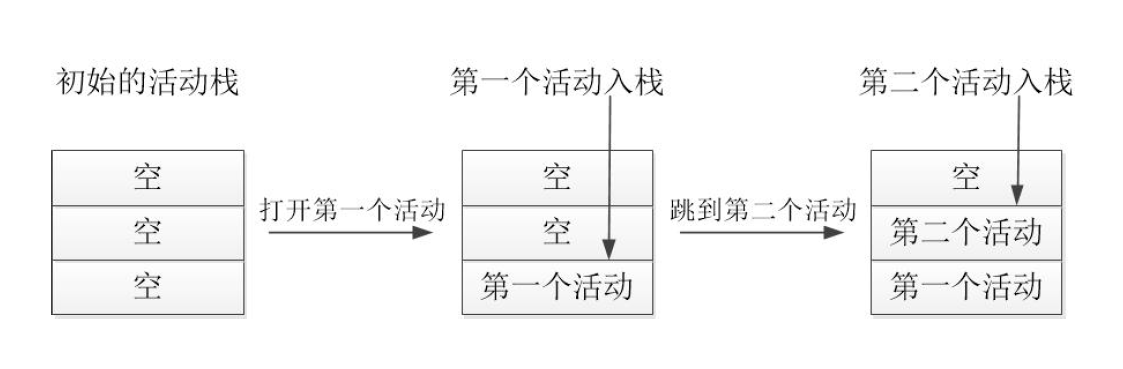 初始的活动栈
第一个活动入栈
第二个活动入栈
空
空
空
打开第一个活动
空
空
第一个活动
跳到第二个活动
空
第二个活动
第一个活动